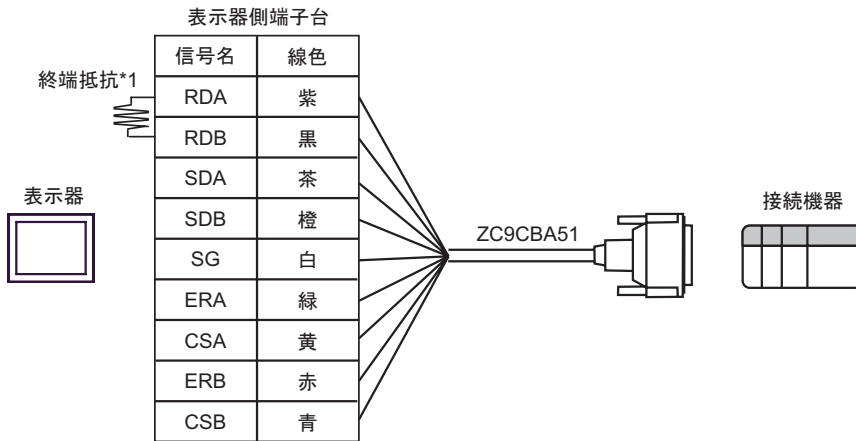 表示器側端子台
信号名 線色
終端抵抗*1
RDA 紫
RDB 黒
SDA 茶
表示器
SDB 橙
接続機器
ZC9CBA51
SG 白
ERA 緑
CSA 黄
ERB 赤
CSB 青